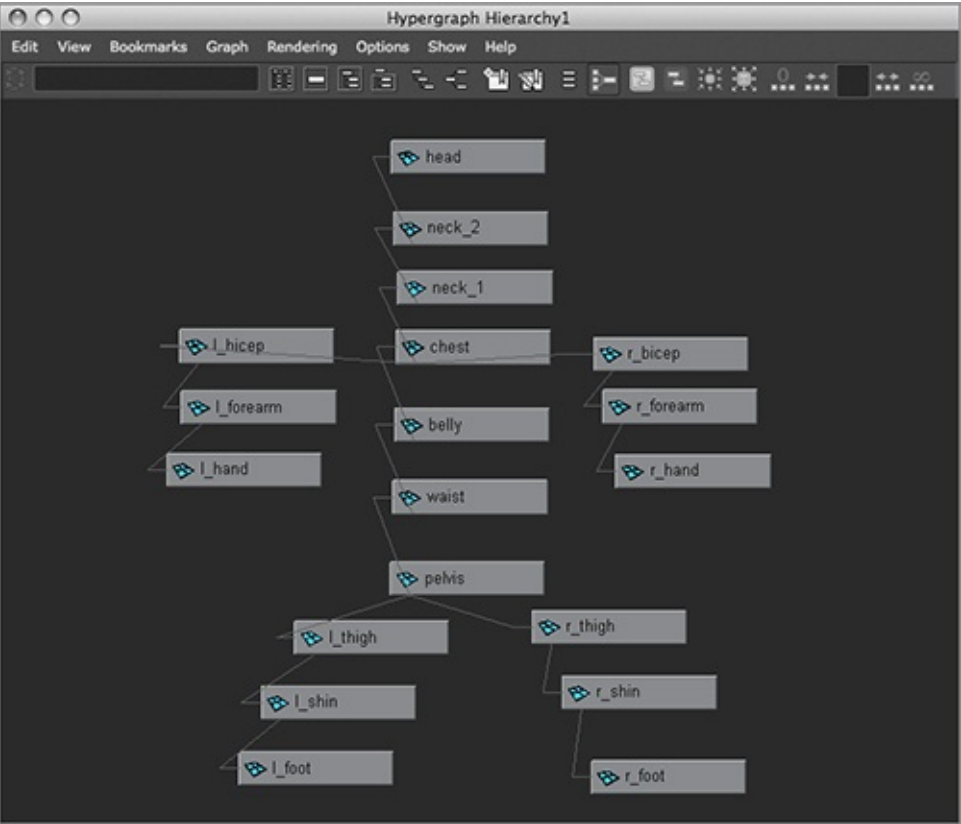 Hypergraph Hierarchy1
Edit View Bookmarks Graph Rendering Options Show Help
head
neck_2
neck_1
l_hicep chest r_bicep
l_forearm belly r_forearm
l_hand waist r_hand
pelvis
l_thigh r_thigh
l_shin r_shin
l_foot r_foot